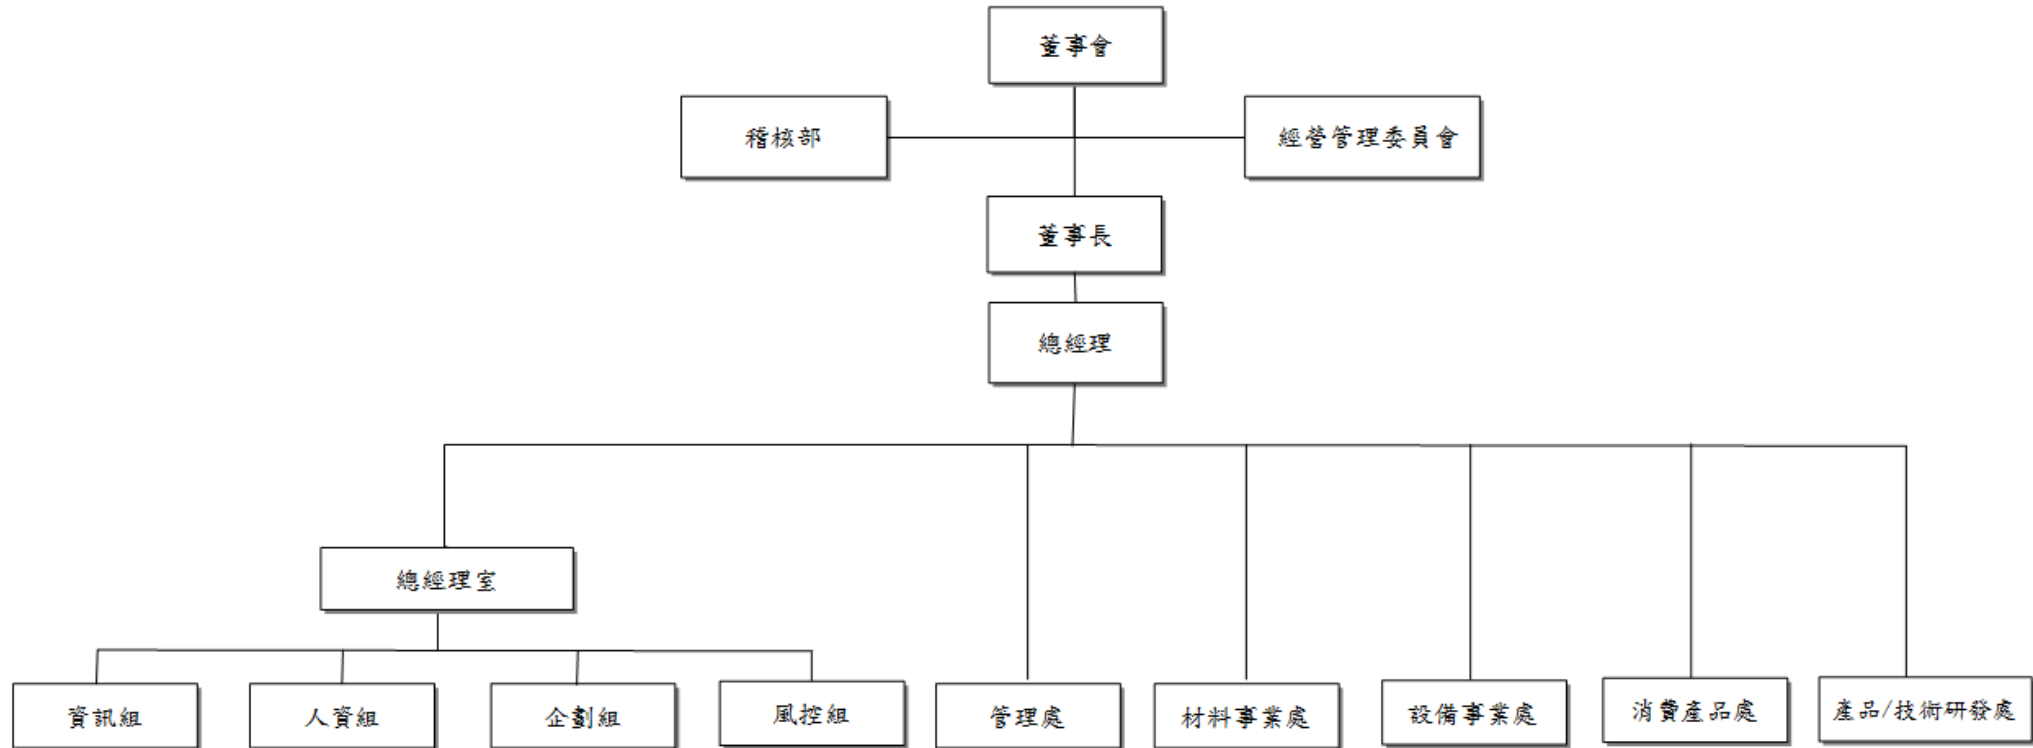 董事會
稽核部
經營管理委員會
董事長
總經理
總經理室
資訊組
人資組
企劃組
風控組
管理處
材料事業處
設備事業處
消費產品處
產品/技術研發處